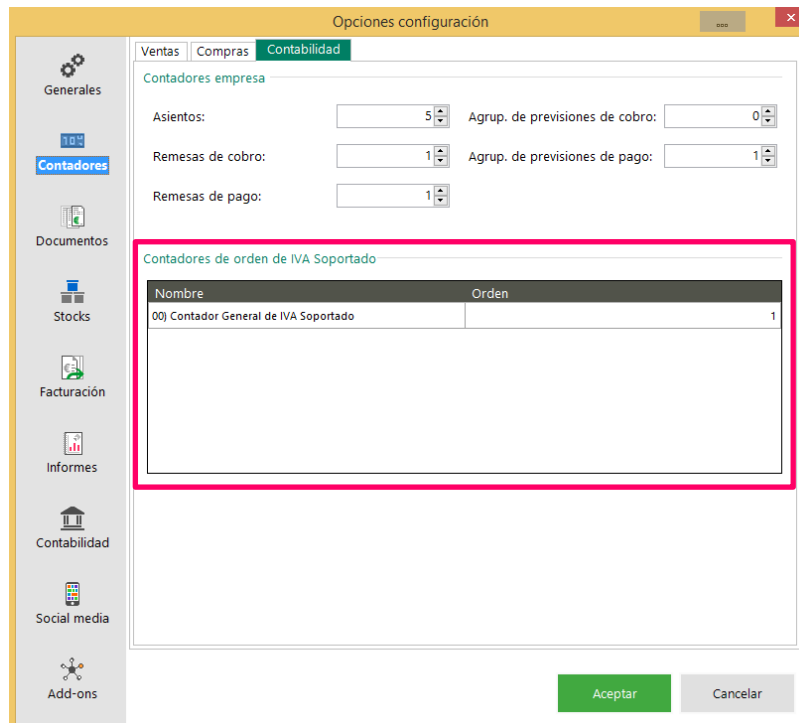 Opciones configuración
Generales
Contadores
Documentos
Stocks
Facturación
Informes
Contabilidad
Social media
Add-ons
Ventas Compras Contabilidad
Contadores empresa
Asientos: 5 Agrup. de previsiones de cobro: 0
Remesas de cobro: 1 Agrup. de previsiones de pago: 1
Remesas de pago: 1
Contadores de orden de IVA Soportado
Nombre Orden
00) Contador General de IVA Soportado 1
Aceptar Cancelar